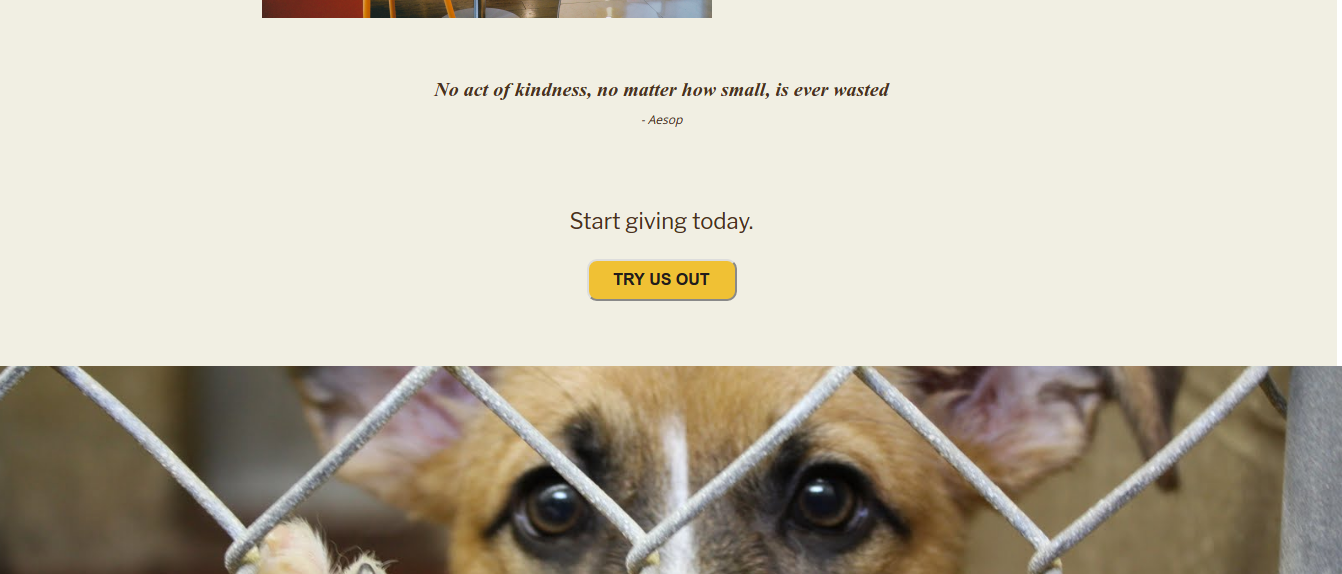 No act of kindness, no matter how small, is ever wasted
- Aesop
Start giving today.
TRY US OUT